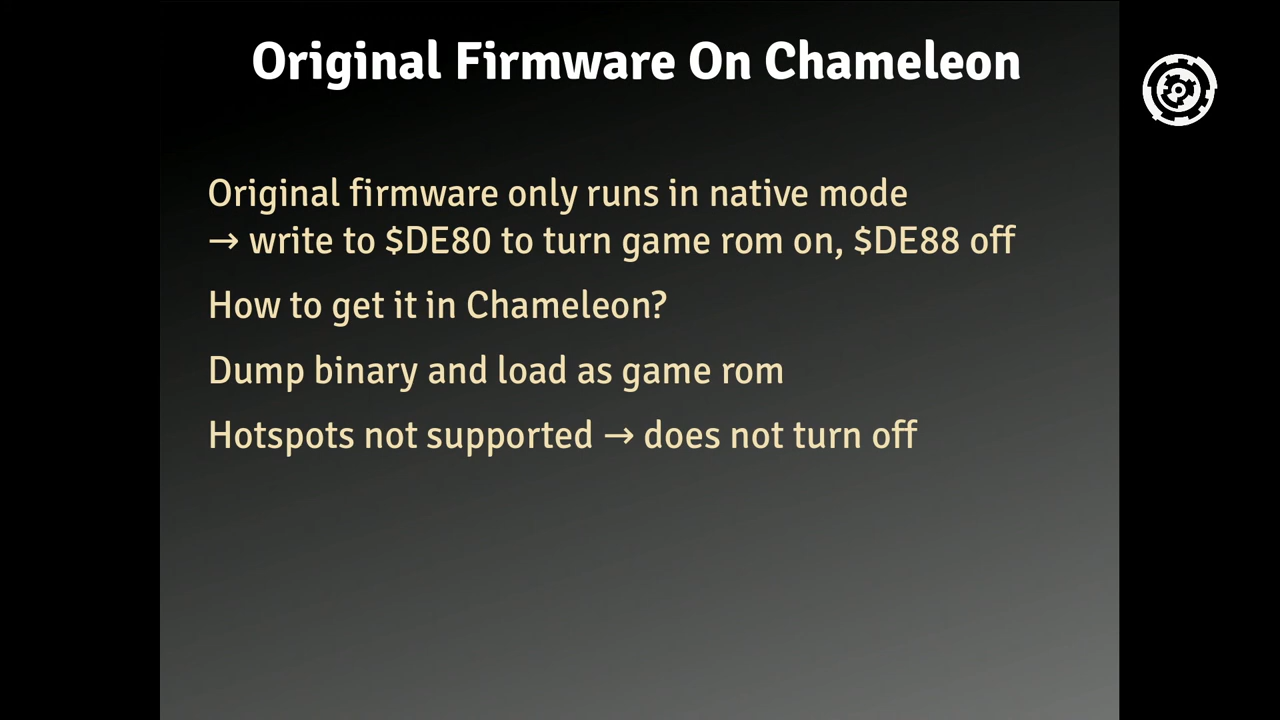 Original Firmware On Chameleon
Original firmware only runs in native mode
→ write to $DE80 to turn game rom on, $DE88 off
How to get it in Chameleon?
Dump binary and load as game rom
Hotspots not supported → does not turn off